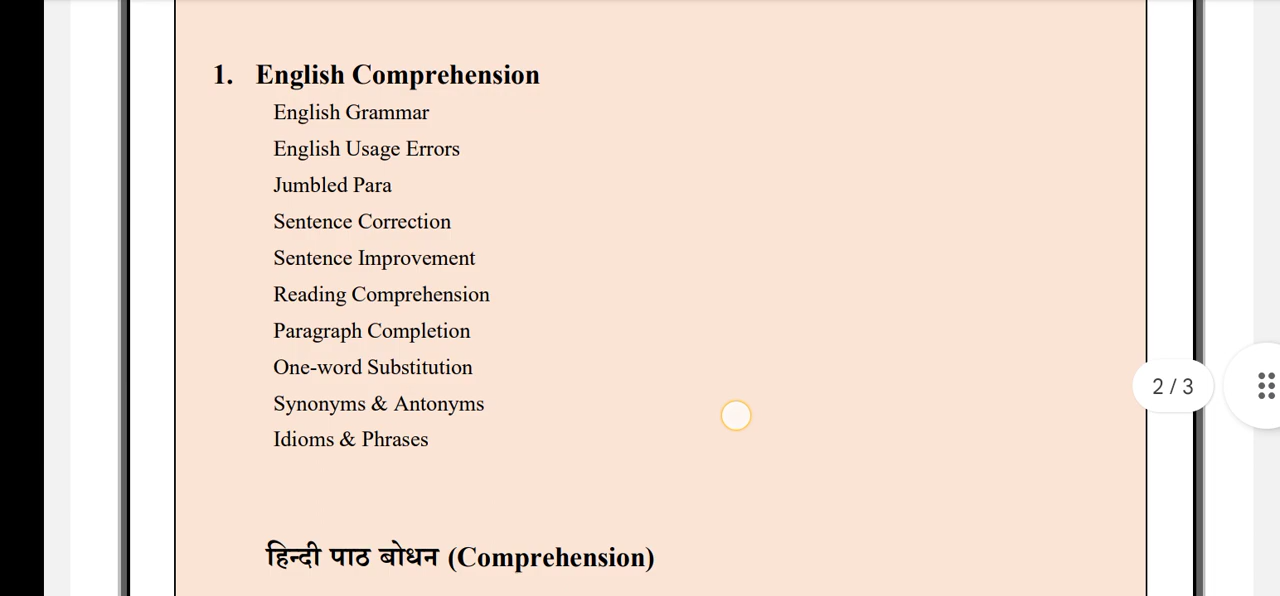 1. English Comprehension
English Grammar
English Usage Errors
Jumbled Para
Sentence Correction
Sentence Improvement
Reading Comprehension
Paragraph Completion
2 / 3
One-word Substitution
Synonyms & Antonyms
Idioms & Phrases
हिन्दी पाठ बोधन (Comprehension)